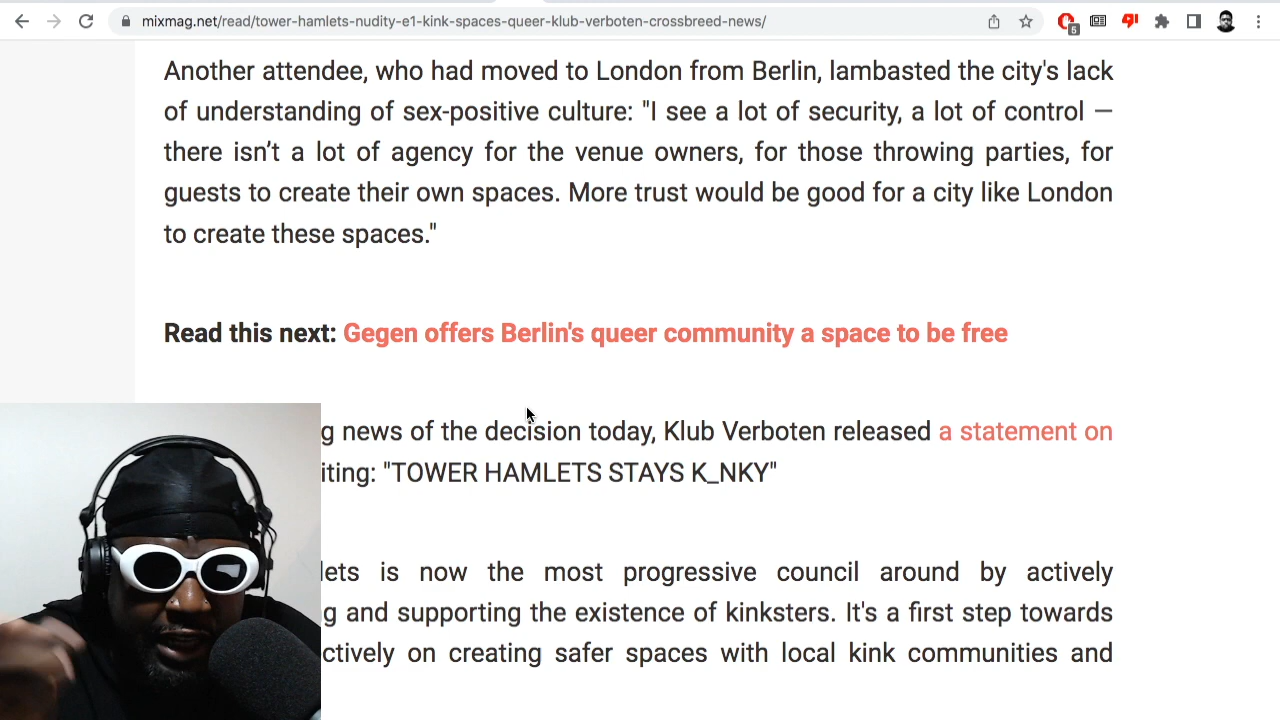 mixmag.net/read/tower-hamlets-nudity-e1-kink-spaces-queer-klub-verboten-crossbreed-news/
5
Another attendee, who had moved to London from Berlin, lambasted the city's lack
of understanding of sex-positive culture: "I see a lot of security, a lot of control —
there isn’t a lot of agency for the venue owners, for those throwing parties, for
guests to create their own spaces. More trust would be good for a city like London
to create these spaces."
Read this next: Gegen offers Berlin's queer community a space to be free
g news of the decision today, Klub Verboten released a statement on
iting: "TOWER HAMLETS STAYS K_NKY"
lets is now the most progressive council around by actively
g and supporting the existence of kinksters. It's a first step towards
ctively on creating safer spaces with local kink communities and